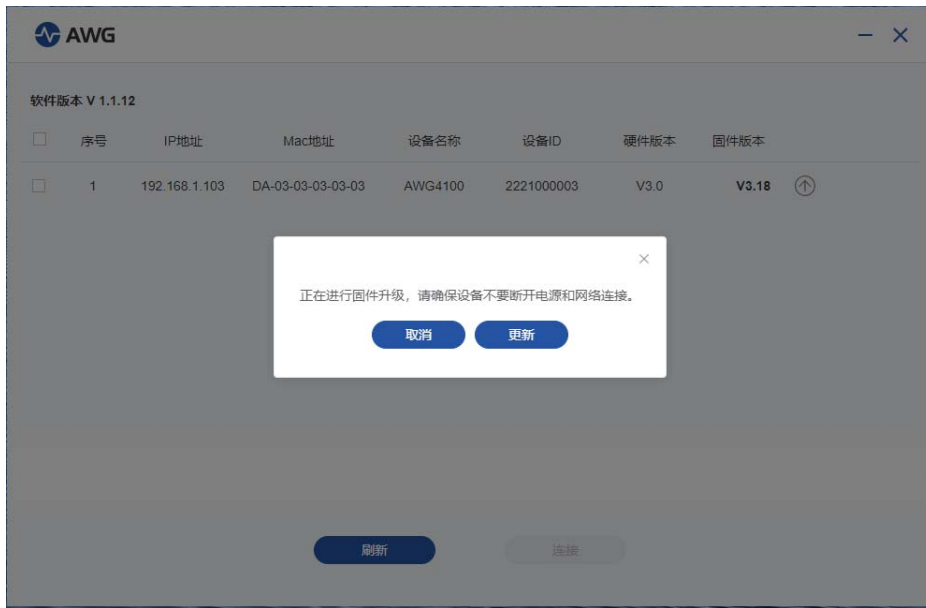 AWG
软件版本 V 1.1.12
序号 IP地址 Mac地址 设备名称 设备ID 硬件版本 固件版本
1 192.168.1.103 DA-03-03-03-03-03 AWG4100 2221000003 V3.0 V3.18
正在进行固件升级，请确保设备不要断开电源和网络连接。
取消 更新
刷新 连接